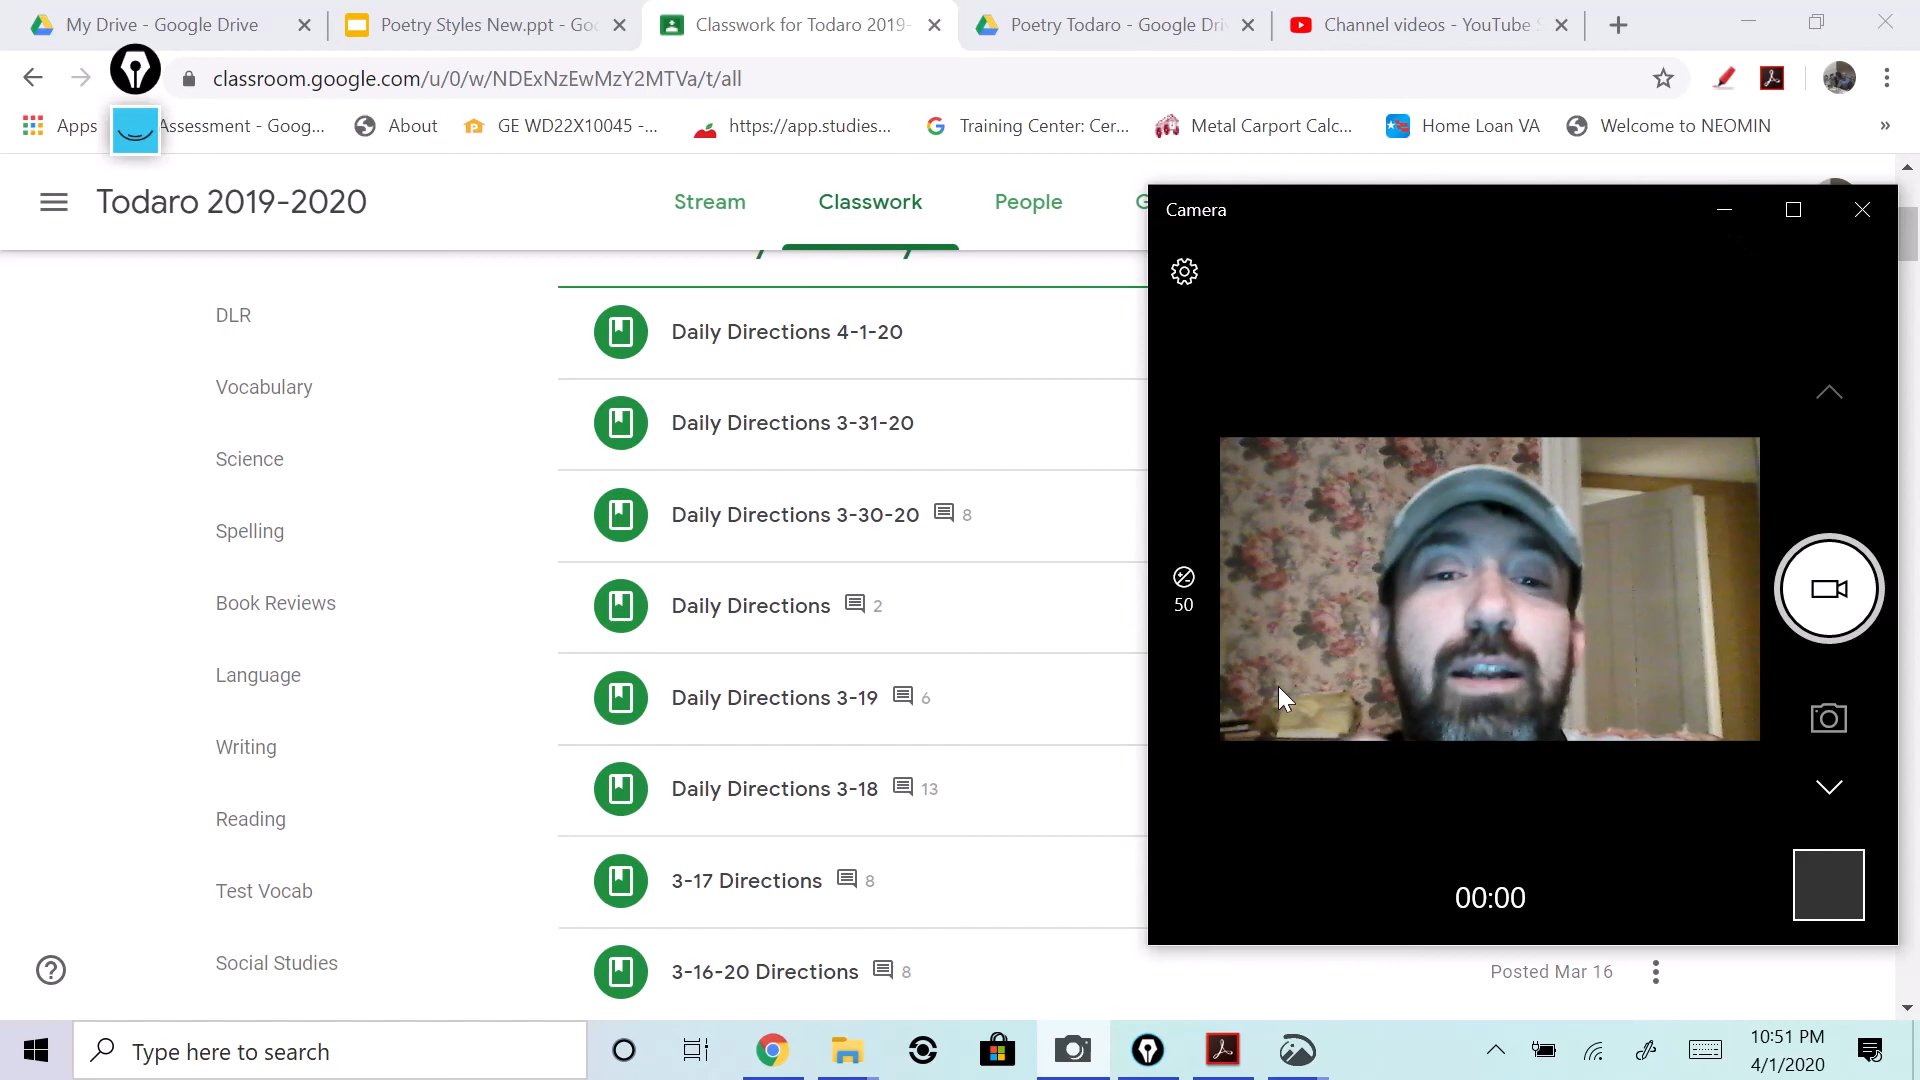 My Drive - Google Drive
Poetry Styles New.ppt - Goo
Classwork for Todaro 2019-
Poetry Todaro - Google Dri
Channel videos - YouTube S
classroom.google.com/u/0/w/NDExNzEwMzY2MTVa/t/all
Apps
Assessment - Goog...
About
GE WD22X10045 -...
https://app.studies...
Training Center: Cer...
Metal Carport Calc...
Home Loan VA
Welcome to NEOMIN
»
Todaro 2019-2020
Stream
Classwork
People
G
Camera
DLR
Vocabulary
Science
Spelling
Book Reviews
Language
Writing
Reading
Test Vocab
Social Studies
Daily Directions 4-1-20
Daily Directions 3-31-20
Daily Directions 3-30-20 8
Daily Directions 2
Daily Directions 3-19 6
Daily Directions 3-18 13
3-17 Directions 8
3-16-20 Directions 8
Posted Mar 16
50
00:00
Type here to search
10:51 PM
4/1/2020